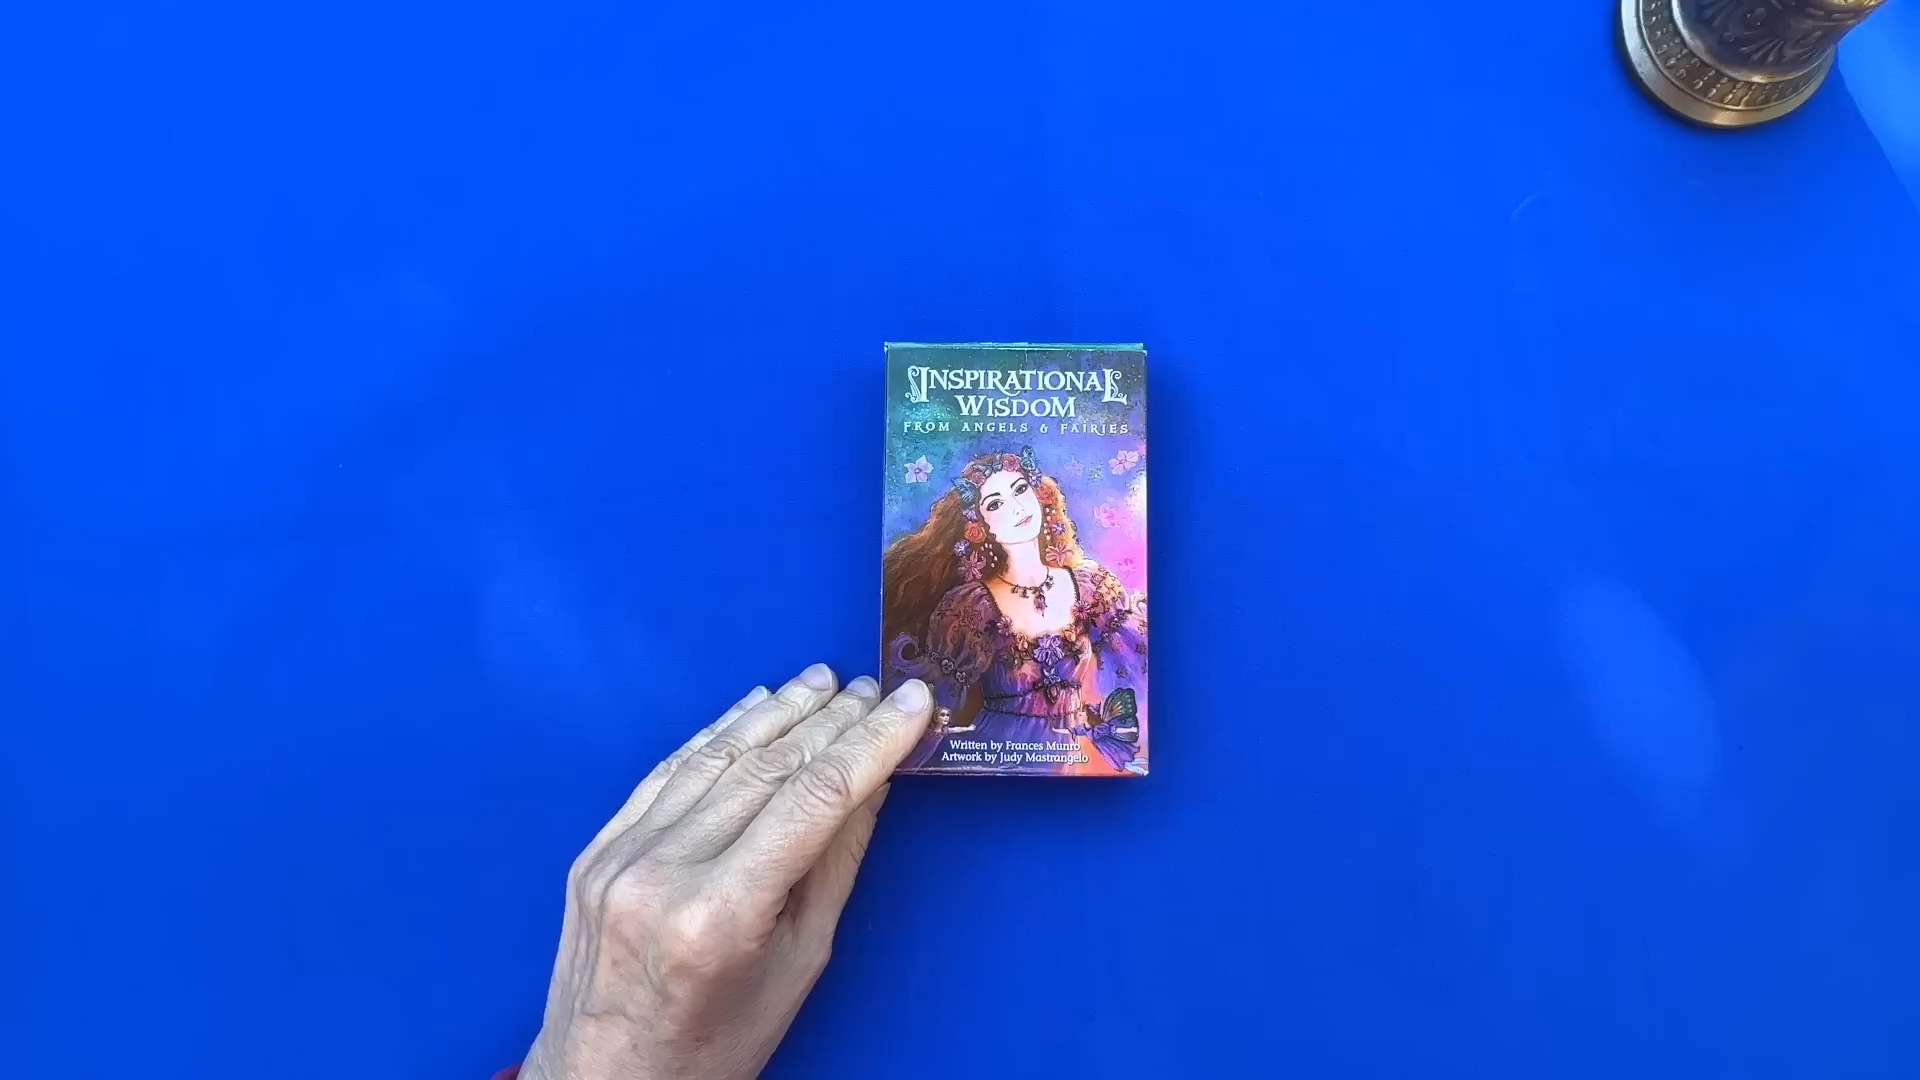 INSPIRATIONAL
WISDOM
FROM ANGELS & FAIRIES
Written by Frances Munro
Artwork by Judy Mastrangelo